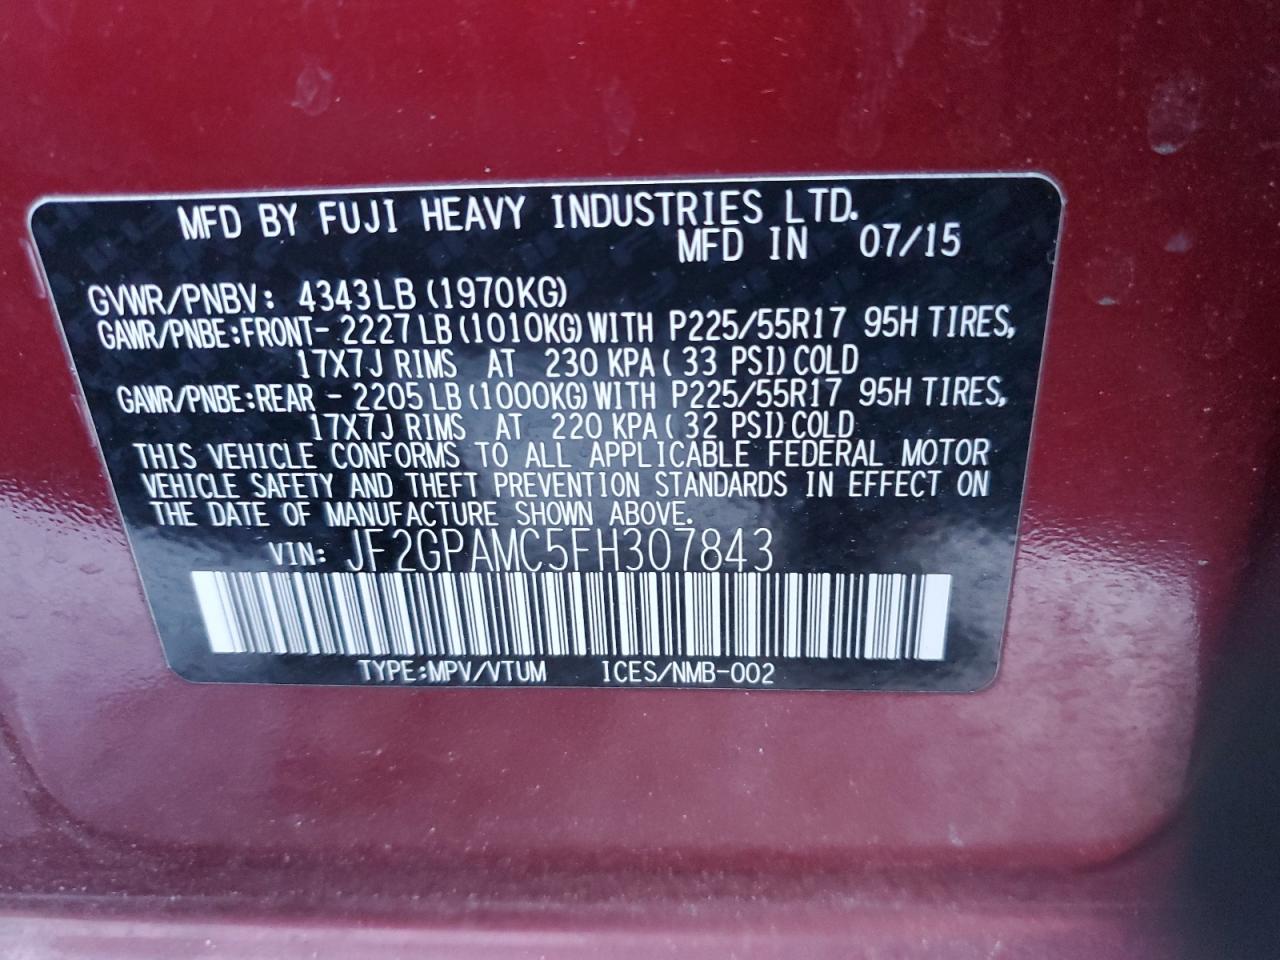 MFD BY FUJI HEAVY INDUSTRIES LTD.
MFD IN 07/15
GVWR/PNBV: 4343LB (1970KG)
GAWR/PNBE:FRONT- 2227LB (1010KG) WITH P225/55R17 95H TIRES,
17X7J RIMS AT 230 KPA ( 33 PSI) COLD
GAWR/PNBE:REAR - 2205LB (1000KG) WITH P225/55R17 95H TIRES,
17X7J RIMS AT 220 KPA ( 32 PSI) COLD
THIS VEHICLE CONFORMS TO ALL APPLICABLE FEDERAL MOTOR
VEHICLE SAFETY AND THEFT PREVENTION STANDARDS IN EFFECT ON
THE DATE OF MANUFACTURE SHOWN ABOVE.
VIN: JF2GPAMC5FH307843
TYPE:MPV/VTUM ICES/NMB-002